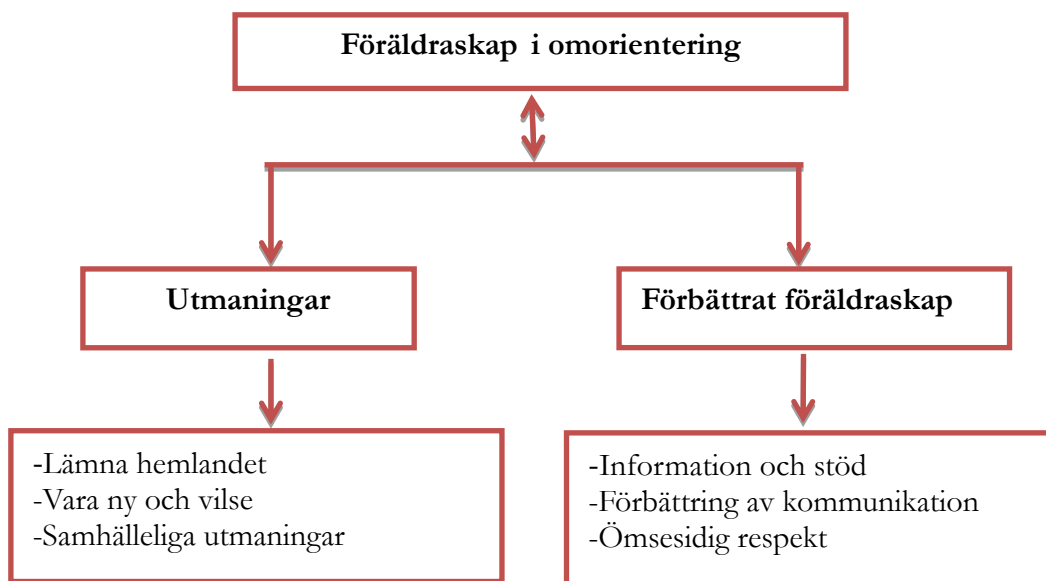 Föräldraskap i omorientering
Utmaningar
Förbättrat föräldraskap
-Lämna hemlandet
-Vara ny och vilse
-Samhälleliga utmaningar
-Information och stöd
-Förbättring av kommunikation
-Ömsesidig respekt